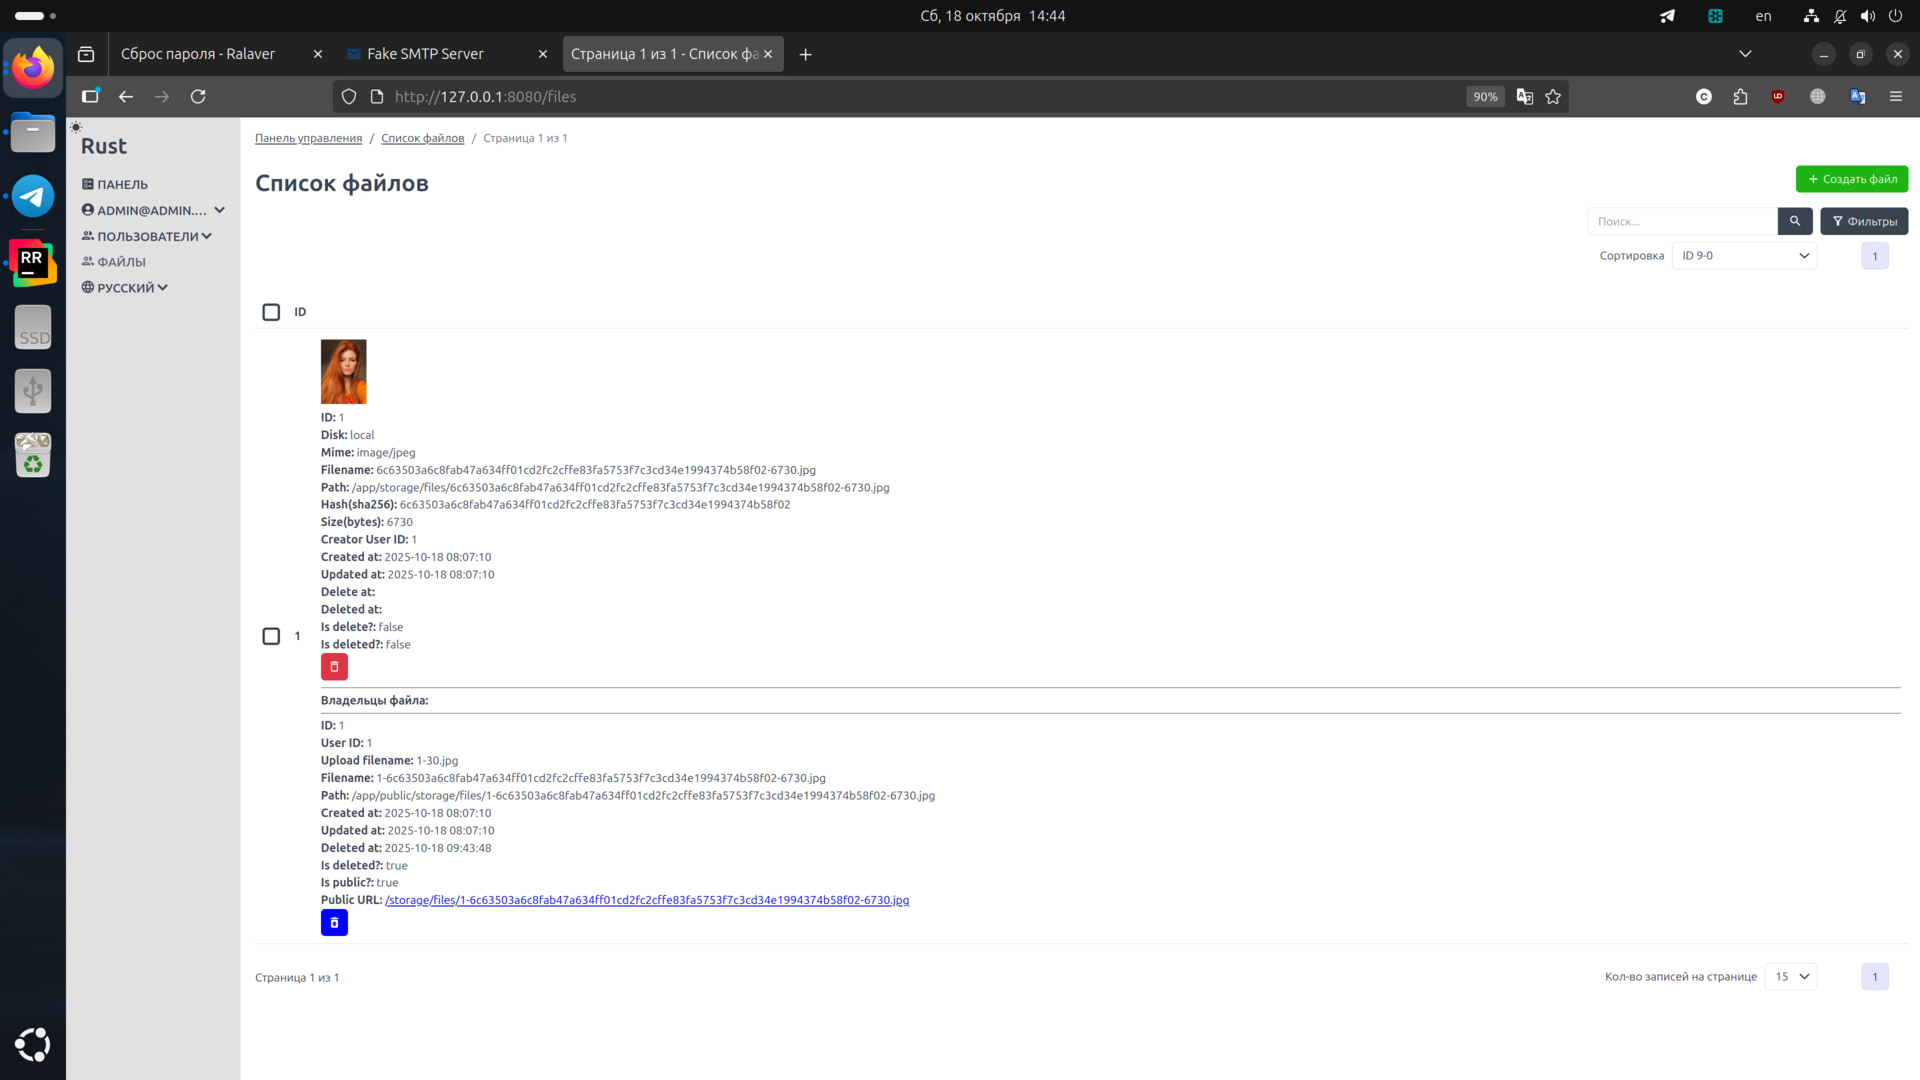 Сб, 18 октября 14:44
en
Сброс пароля - Ralaver
Fake SMTP Server
Страница 1 из 1 - Список фа
http://127.0.0.1:8080/files
90%
Rust
ПАНЕЛЬ
ADMIN@ADMIN....
ПОЛЬЗОВАТЕЛИ
ФАЙЛЫ
РУССКИЙ
RR
SSD
Панель управления / Список файлов / Страница 1 из 1
Список файлов
+ Создать файл
Поиск...
Фильтры
Сортировка
ID 9-0
1
ID
ID: 1
Disk: local
Mime: image/jpeg
Filename: 6c63503a6c8fab47a634ff01cd2fc2cffe83fa5753f7c3cd34e1994374b58f02-6730.jpg
Path: /app/storage/files/6c63503a6c8fab47a634ff01cd2fc2cffe83fa5753f7c3cd34e1994374b58f02-6730.jpg
Hash(sha256): 6c63503a6c8fab47a634ff01cd2fc2cffe83fa5753f7c3cd34e1994374b58f02
Size(bytes): 6730
Creator User ID: 1
Created at: 2025-10-18 08:07:10
Updated at: 2025-10-18 08:07:10
Delete at:
Deleted at:
Is delete?: false
1
Is deleted?: false
Владельцы файла:
ID: 1
User ID: 1
Upload filename: 1-30.jpg
Filename: 1-6c63503a6c8fab47a634ff01cd2fc2cffe83fa5753f7c3cd34e1994374b58f02-6730.jpg
Path: /app/public/storage/files/1-6c63503a6c8fab47a634ff01cd2fc2cffe83fa5753f7c3cd34e1994374b58f02-6730.jpg
Created at: 2025-10-18 08:07:10
Updated at: 2025-10-18 08:07:10
Deleted at: 2025-10-18 09:43:48
Is deleted?: true
Is public?: true
Public URL: /storage/files/1-6c63503a6c8fab47a634ff01cd2fc2cffe83fa5753f7c3cd34e1994374b58f02-6730.jpg
Страница 1 из 1
Кол-во записей на странице
15
1